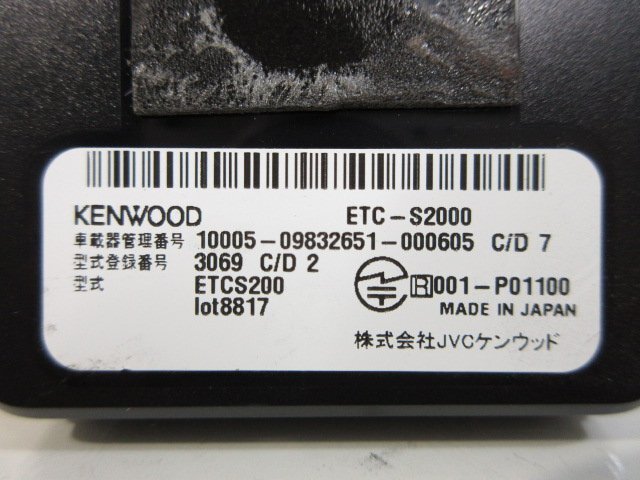 KENWOOD ETC-S2000
車載器管理番号 10005-09832651-000605 C/D 7
型式登録番号 3069 C/D 2
型式 ETCS200 R 001-P01100
lot8817 MADE IN JAPAN
株式会社JVCケンウッド